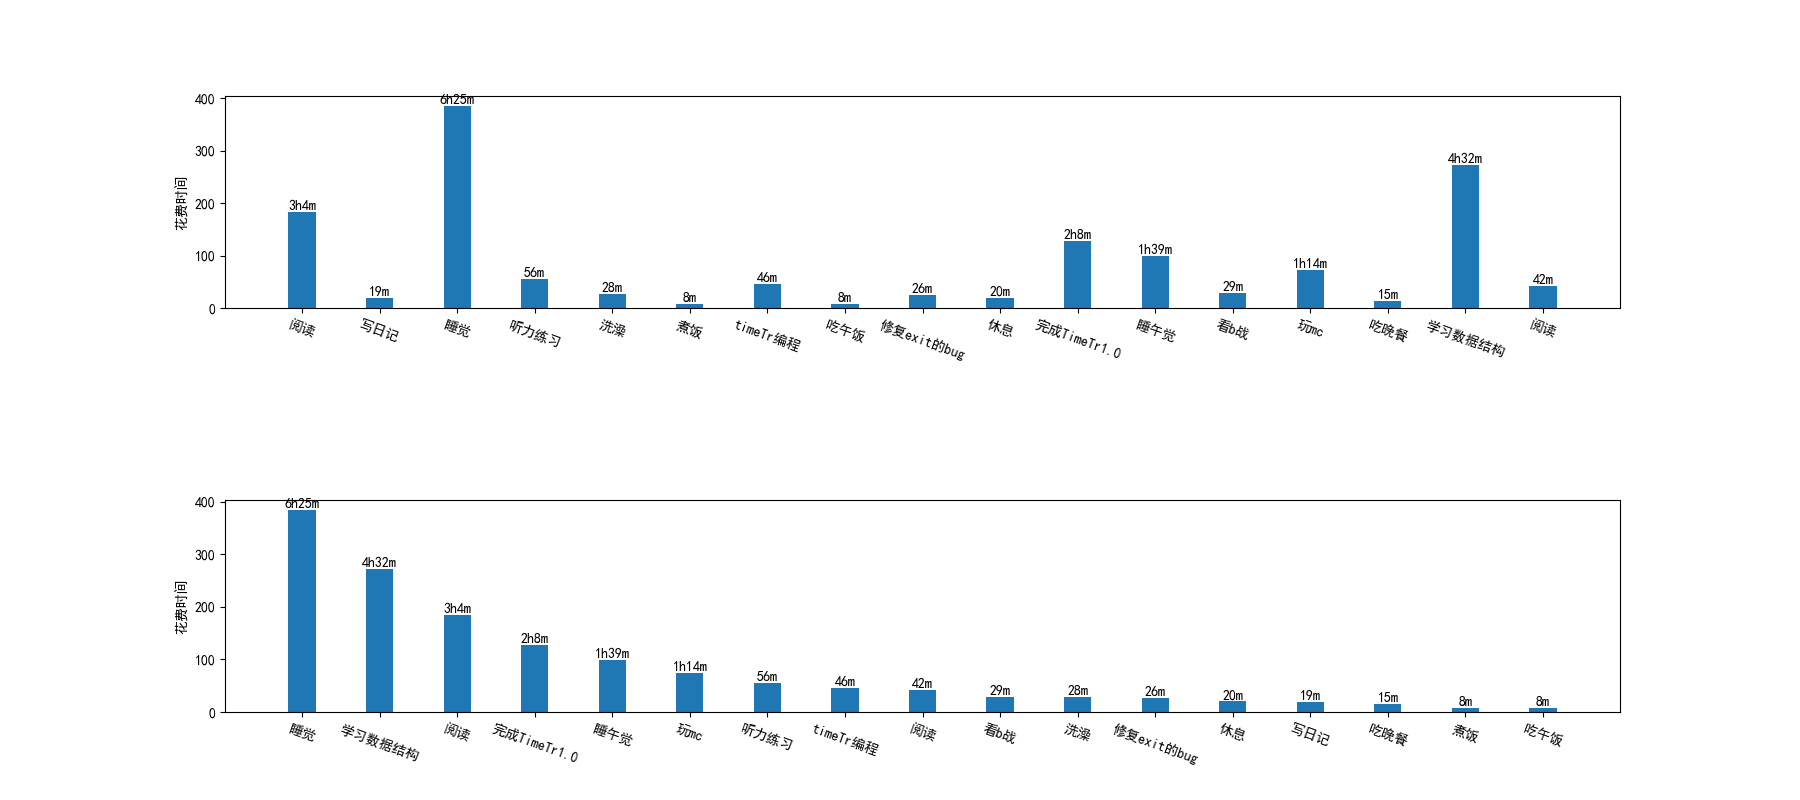 花费时间
400
300
200
100
0
3h4m
19m
6h25m
56m
28m
8m
46m
8m
26m
20m
2h8m
1h39m
29m
1h14m
15m
4h32m
42m
阅读
写日记
睡觉
听力练习
洗澡
煮饭
timeTr编程
吃午饭
修复exit的bug
休息
完成TimeTr1.0
睡午觉
看b战
玩mc
吃晚餐
学习数据结构
阅读
花费时间
400
300
200
100
0
6h25m
4h32m
3h4m
2h8m
1h39m
1h14m
56m
46m
42m
29m
28m
26m
20m
19m
15m
8m
8m
睡觉
学习数据结构
阅读
完成TimeTr1.0
睡午觉
玩mc
听力练习
timeTr编程
阅读
看b战
洗澡
修复exit的bug
休息
写日记
吃晚餐
煮饭
吃午饭